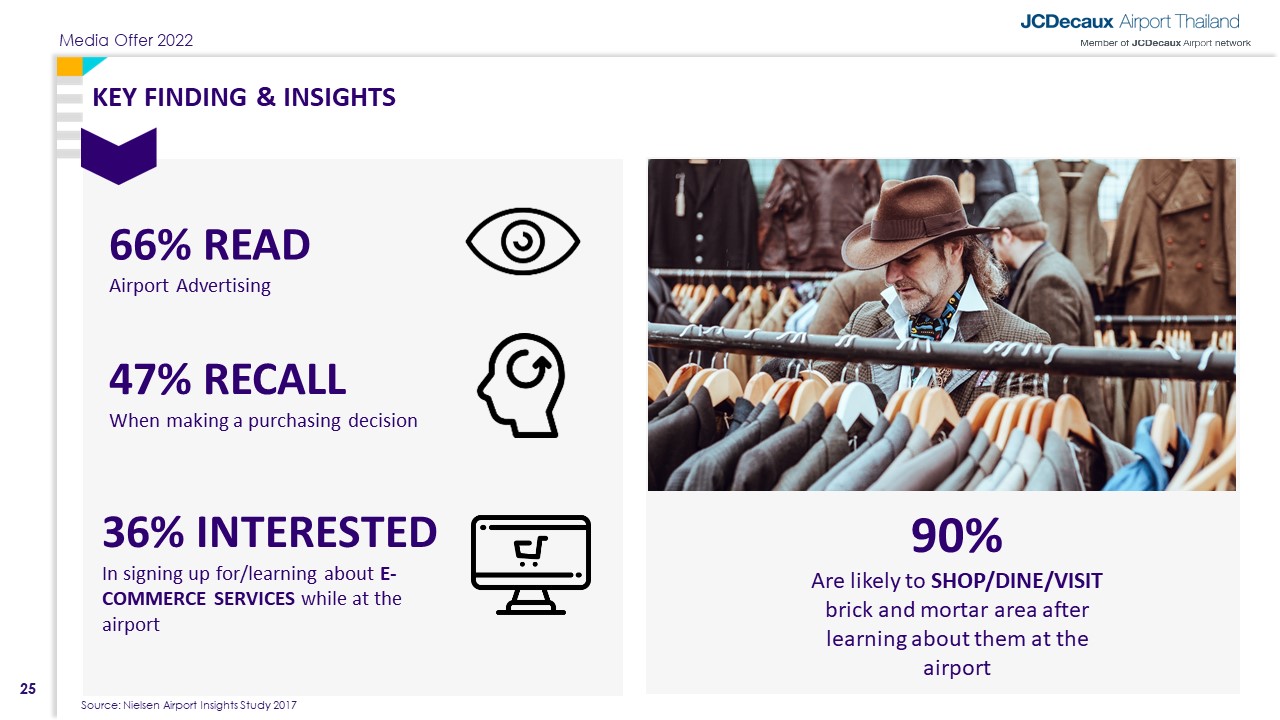 Media Offer 2022
JCDecaux Airport Thailand
Member of JCDecaux Airport network
KEY FINDING & INSIGHTS
66% READ
Airport Advertising
47% RECALL
When making a purchasing decision
36% INTERESTED
In signing up for/learning about E-
COMMERCE SERVICES while at the
airport
90%
Are likely to SHOP/DINE/VISIT
brick and mortar area after
learning about them at the
airport
25
Source: Nielsen Airport Insights Study 2017